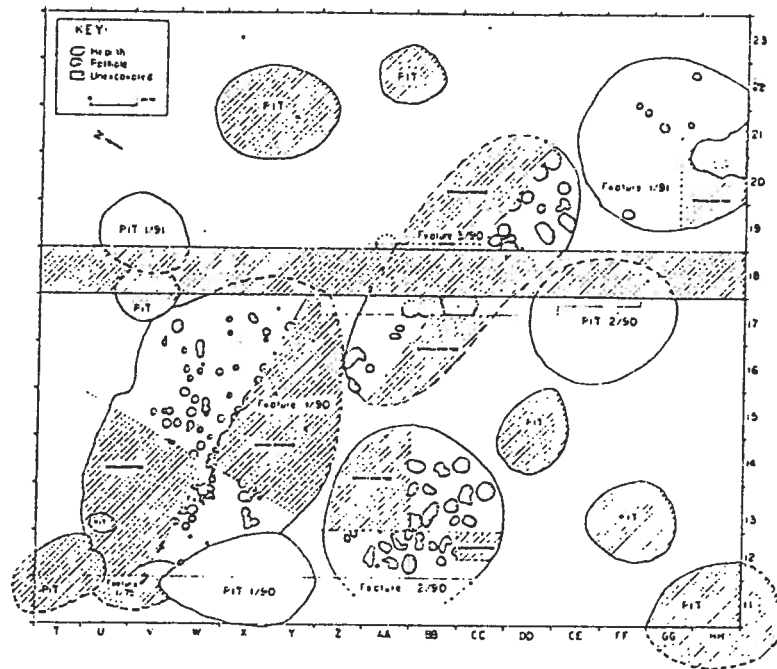 KEY:
Hearth
Posthole
Unexcavated
N
PIT
PIT
PIT 1/91
PIT
Feature 1/91
Feature 3/90
PIT 2/90
Feature 1/90
PIT
PIT
PIT
PIT
Feature
PIT 1/90
Feature 2/90
PIT
23
22
21
20
19
18
17
16
15
14
13
12
11
T U V W X Y Z AA BB CC DD CE FF GG HH